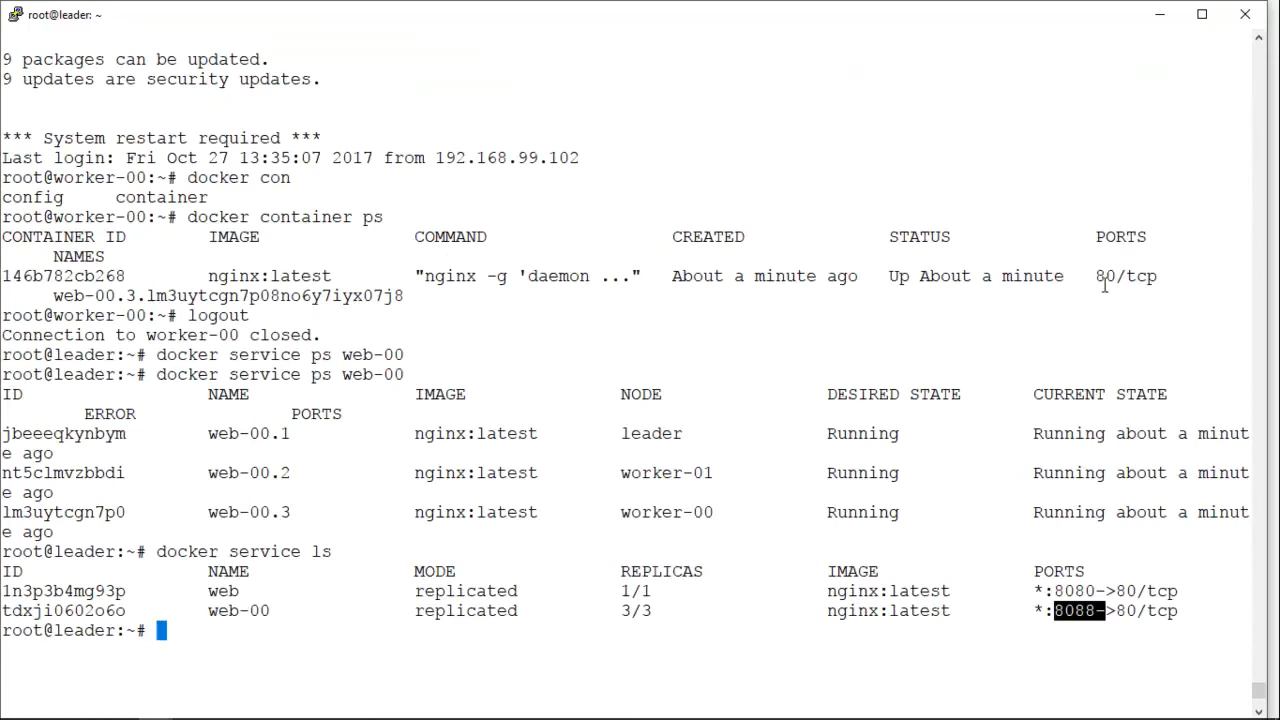 root@leader: ~
9 packages can be updated.
9 updates are security updates.
*** System restart required ***
Last login: Fri Oct 27 13:35:07 2017 from 192.168.99.102
root@worker-00:~# docker con
config     container
root@worker-00:~# docker container ps
CONTAINER ID        IMAGE               COMMAND                  CREATED              STATUS              PORTS
     NAMES
146b782cb268        nginx:latest        "nginx -g 'daemon ..."   About a minute ago   Up About a minute   80/tcp
     web-00.3.lm3uytcgn7p08no6y7iyx07j8
root@worker-00:~# logout
Connection to worker-00 closed.
root@leader:~# docker service ps web-00
root@leader:~# docker service ps web-00
ID                  NAME                IMAGE               NODE                DESIRED STATE       CURRENT STATE
        ERROR               PORTS
jbeeeqkynbym        web-00.1            nginx:latest        leader              Running             Running about a minut
e ago
nt5clmvzbbdi        web-00.2            nginx:latest        worker-01           Running             Running about a minut
e ago
lm3uytcgn7p0        web-00.3            nginx:latest        worker-00           Running             Running about a minut
e ago
root@leader:~# docker service ls
ID                  NAME                MODE                REPLICAS            IMAGE               PORTS
1n3p3b4mg93p        web                 replicated          1/1                 nginx:latest        *:8080->80/tcp
tdxji0602o6o        web-00              replicated          3/3                 nginx:latest        *:8088->80/tcp
root@leader:~#